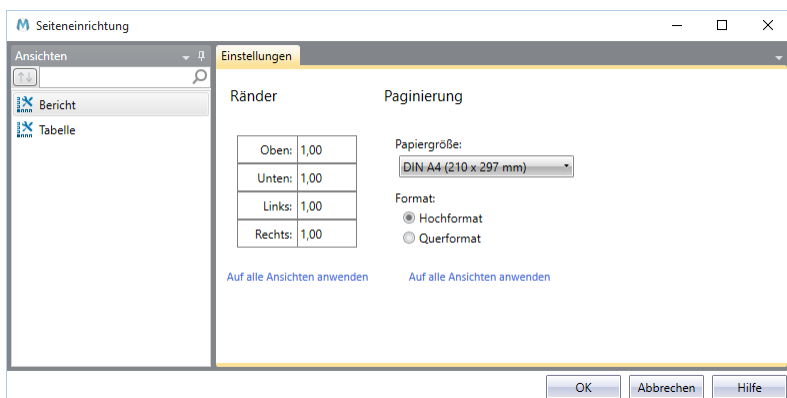 Seiteneinrichtung
Ansichten
Bericht
Tabelle
Einstellungen
Ränder
Oben: 1,00
Unten: 1,00
Links: 1,00
Rechts: 1,00
Auf alle Ansichten anwenden
Paginierung
Papiergröße:
DIN A4 (210 x 297 mm)
Format:
Hochformat
Querformat
Auf alle Ansichten anwenden
OK
Abbrechen
Hilfe